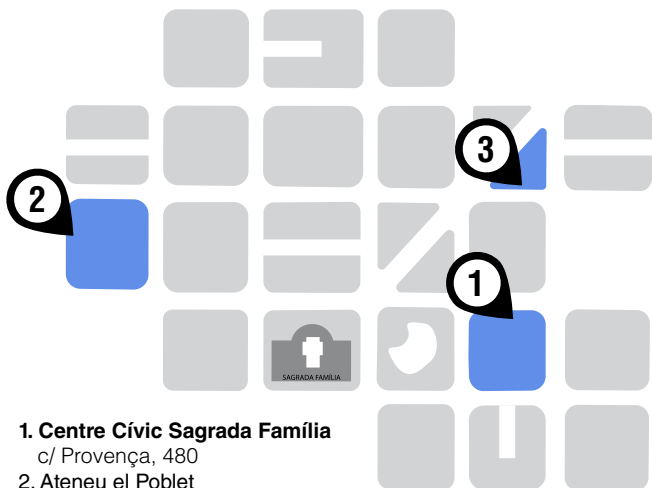 3
2
1
SAGRADA FAMÍLIA
1. Centre Cívic Sagrada Família
c/ Provença, 480
2. Ateneu el Poblet